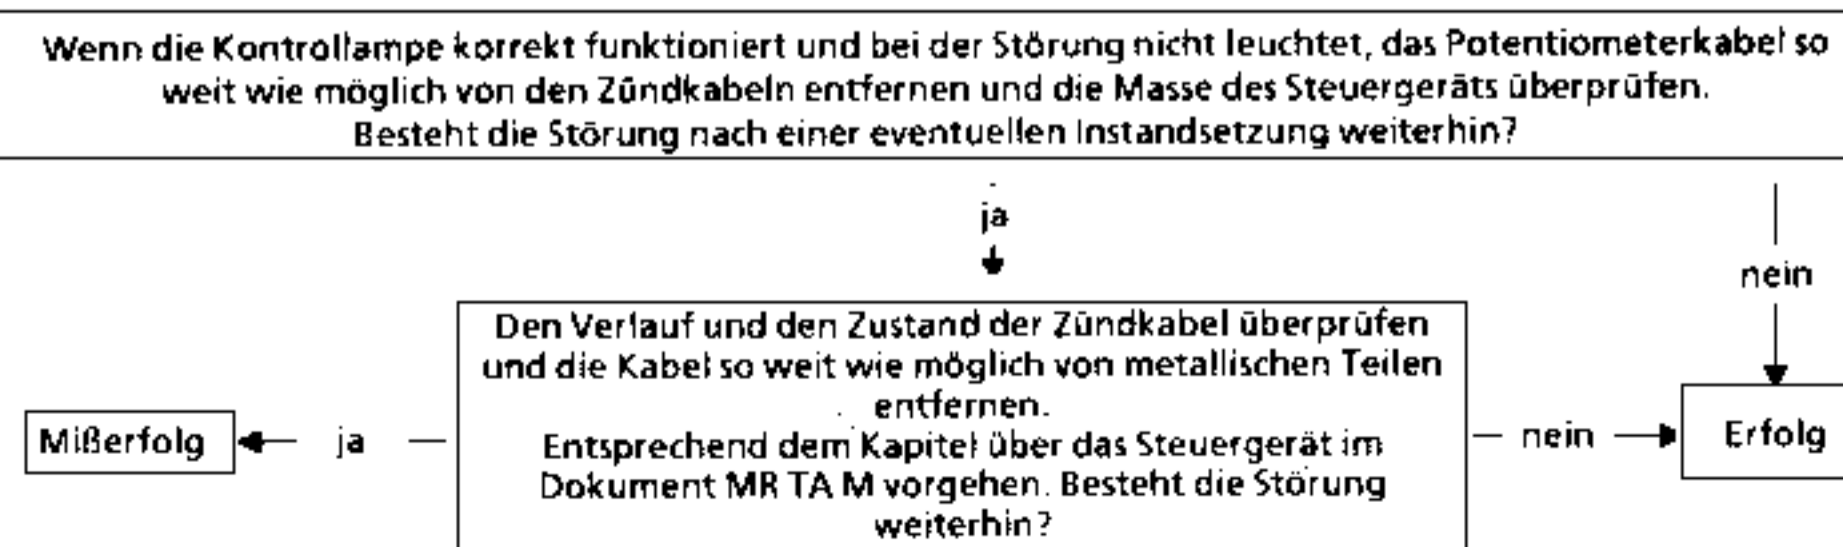 Wenn die Kontrollampe korrekt funktioniert und bei der Störung nicht leuchtet, das Potentiometerkabel so
weit wie möglich von den Zündkabeln entfernen und die Masse des Steuergeräts überprüfen.
Besteht die Störung nach einer eventuellen Instandsetzung weiterhin?
ja
nein
Den Verlauf und den Zustand der Zündkabel überprüfen
und die Kabel so weit wie möglich von metallischen Teilen
entfernen.
Entsprechend dem Kapitel über das Steuergerät im
Dokument MR TA M vorgehen. Besteht die Störung
weiterhin?
Mißerfolg
ja
nein
Erfolg